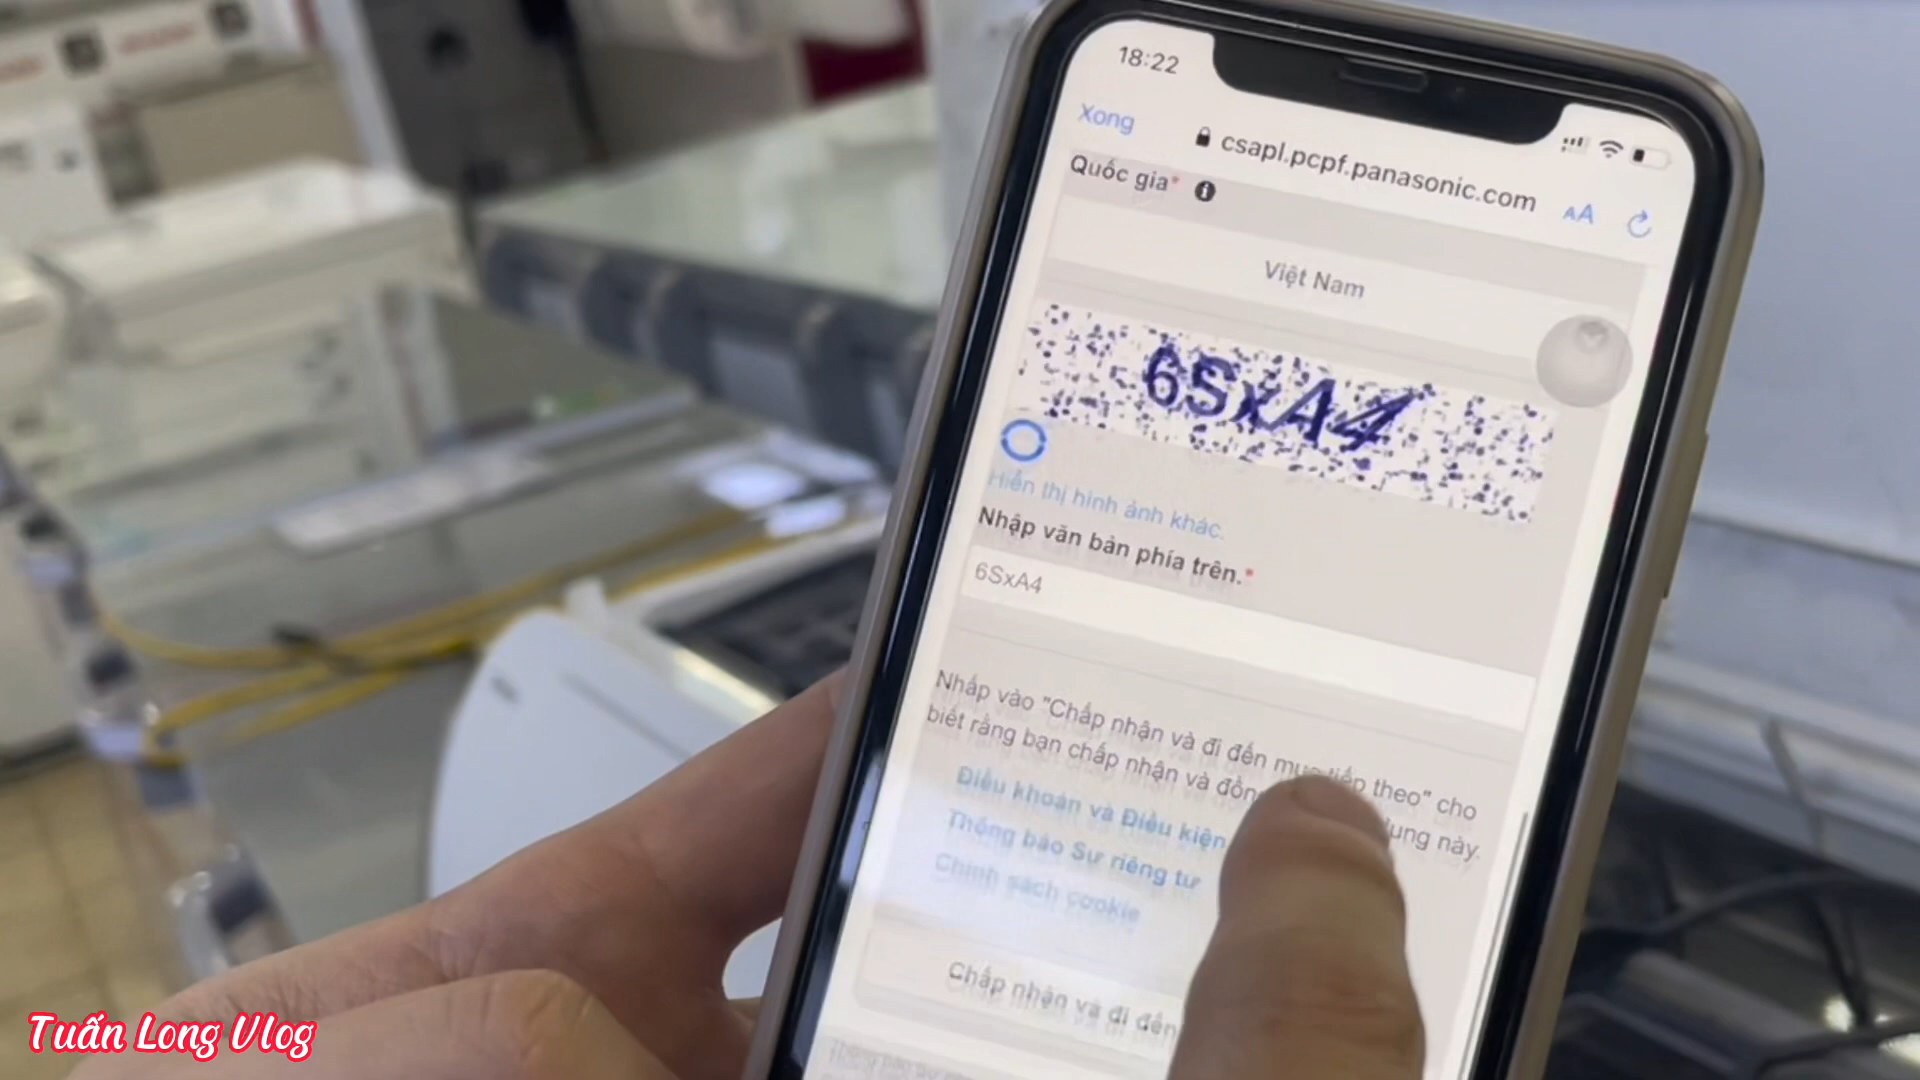 18:22
Xong
csapl.pcpf.panasonic.com
AA
Quốc gia*
Việt Nam
6SxA4
Hiển thị hình ảnh khác.
Nhập văn bản phía trên.*
6SxA4
Nhấp vào "Chấp nhận và đi đến mục tiếp theo" cho
biết rằng bạn chấp nhận và đồng dung này.
Điều khoản và Điều kiện
Thông báo Sự riêng tư
Chính sách cookie
Chấp nhận và đi đến
Tuấn Long Vlog